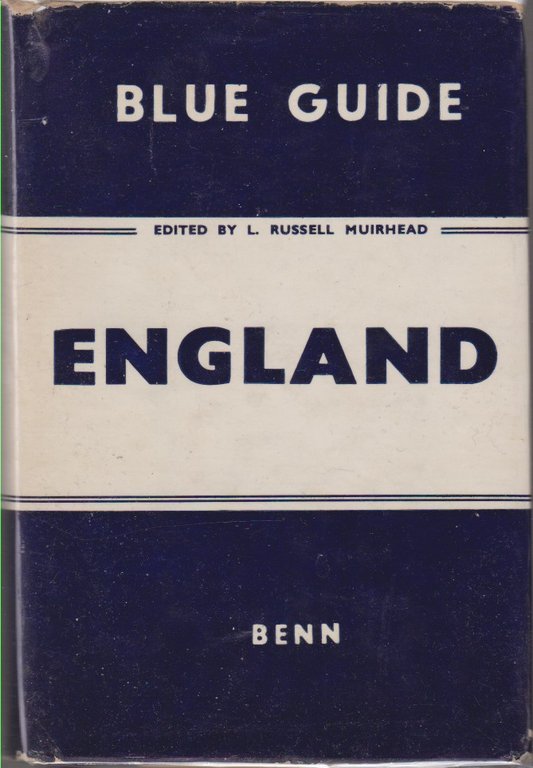 BLUE GUIDE
EDITED BY L. RUSSELL MUIRHEAD
ENGLAND
BENN